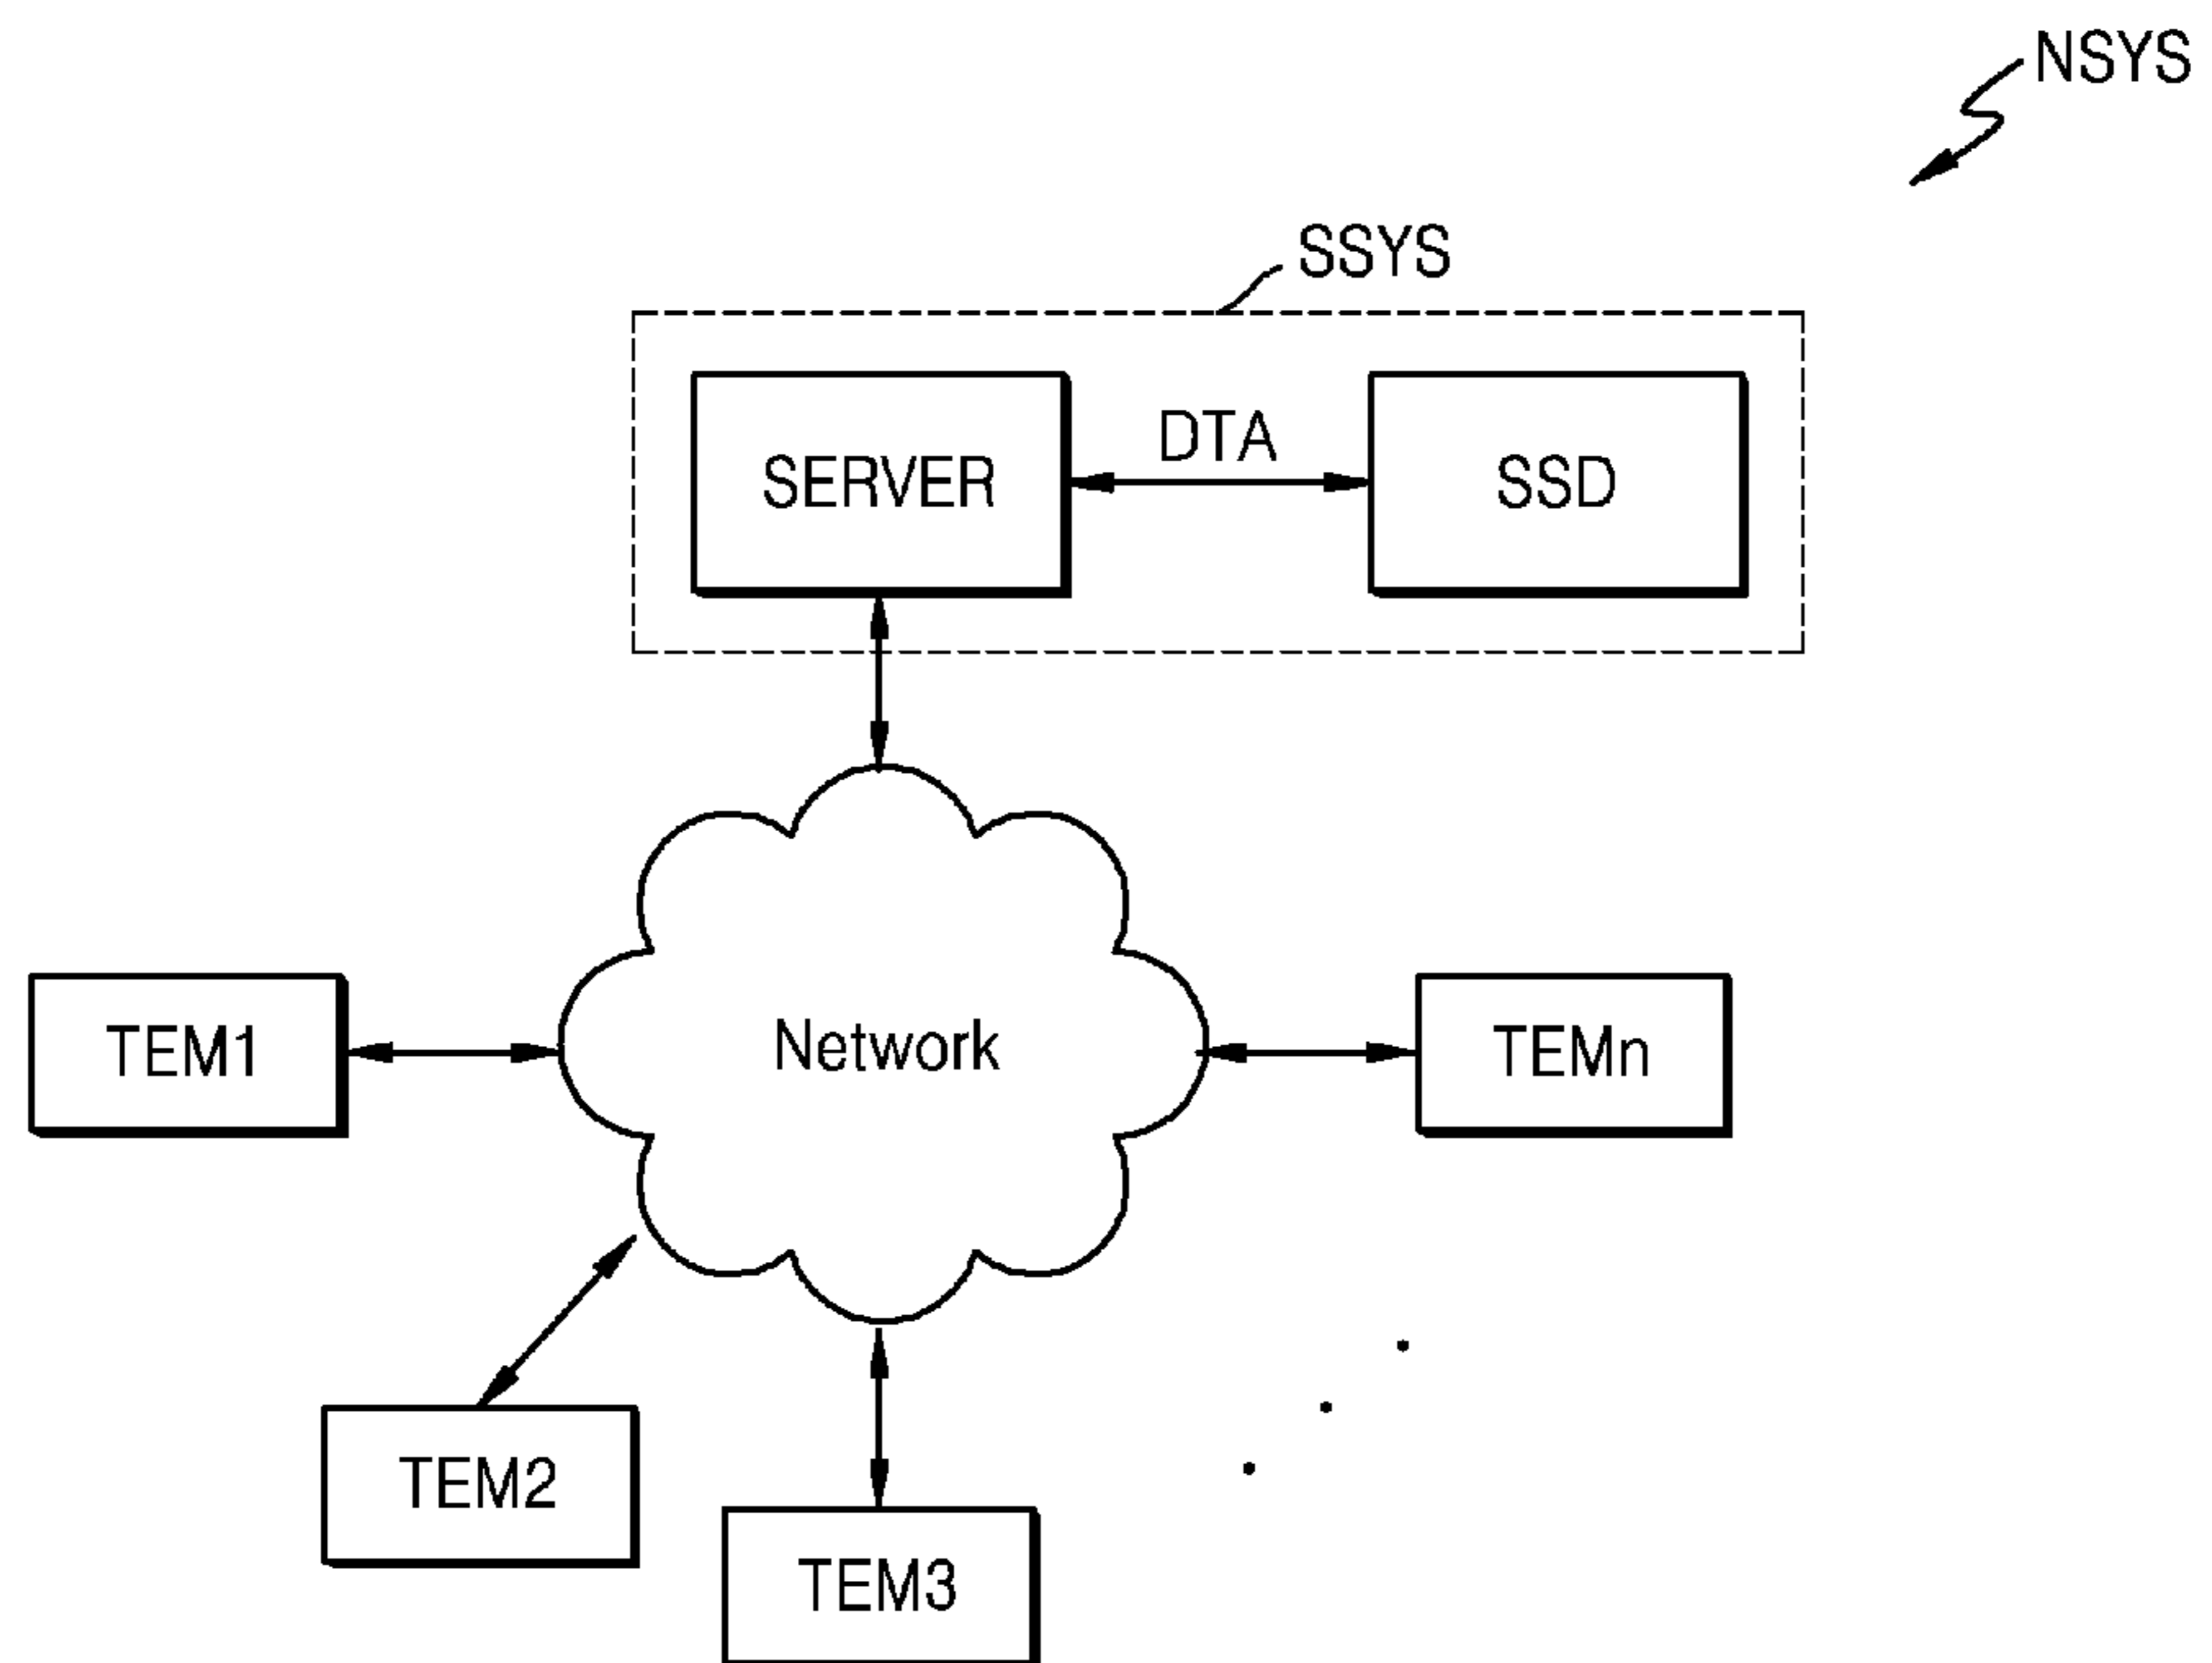 NSYS
SSYS
DTA
SERVER
SSD
Network
TEM1
TEMn
TEM2
TEM3